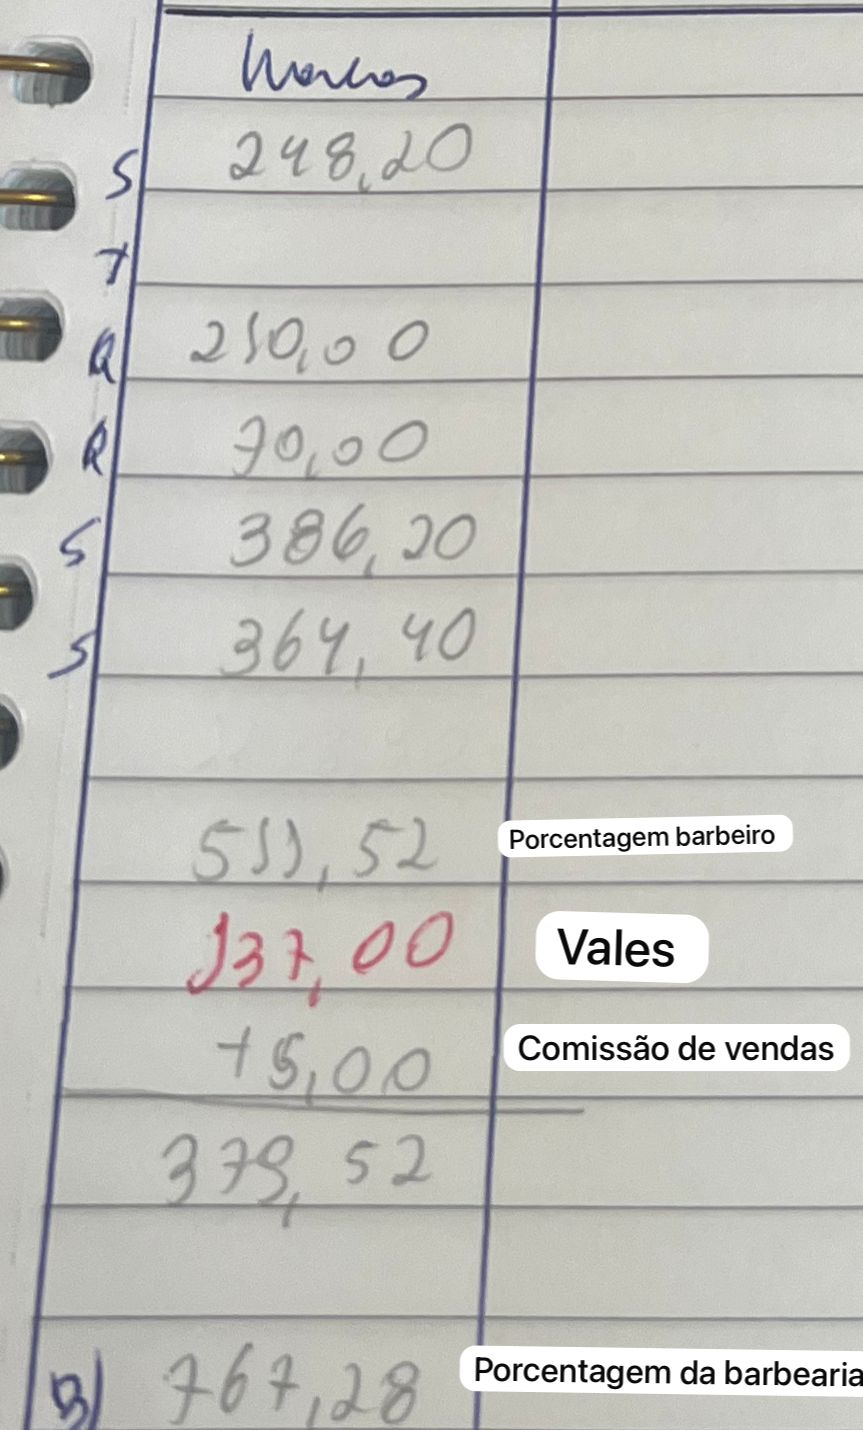 Marcos
S 248,20
T
Q 210,00
Q 70,00
S 386,20
S 364,40
511,52 Porcentagem barbeiro
137,00 Vales
+5,00 Comissão de vendas
379,52
B) 767,28 Porcentagem da barbearia